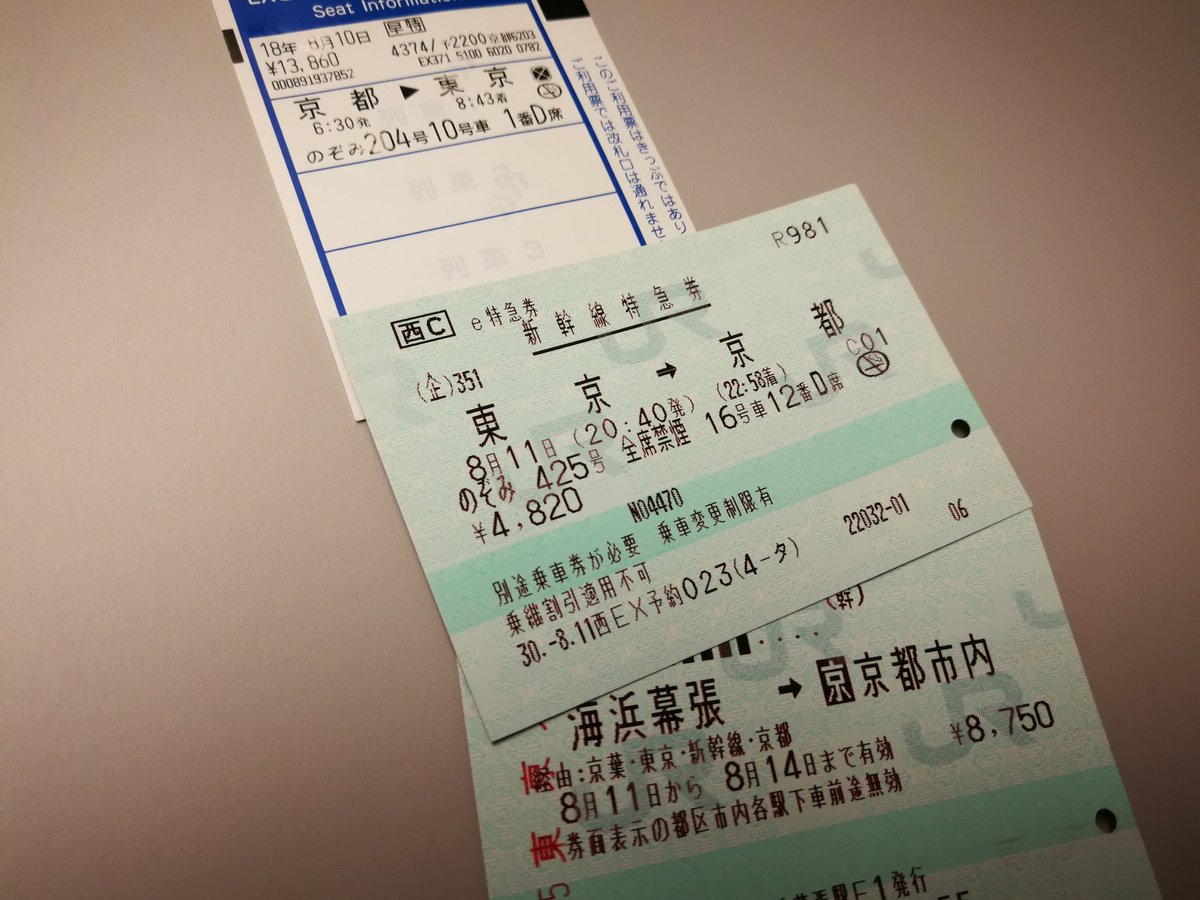 Seat Information
18年 8月10日 早特
¥13,860 4374/〒2200京都6203
000891937852 EX371 5100 6020 0782
京 都 ▶ 東 京
6:30発 8:43着
のぞみ204号10号車 1番D席
列車3
このご利用票はきっぷではあり
ご利用票では改札口は通れませ
R981
西C e特急券
新幹線特急券
(企)351
東 京 → 京 都
C01
8月11日 (20:40発) (22:58着)
のぞみ 425号 全席禁煙 16号車12番D席
¥4,820
N04470
別途乗車券が必要 乗車変更制限有
乗継割引適用不可
22032-01 06
30.-8.11西EX予約023(4-タ)
(幹)
海浜幕張 → 京京都市内
経由:京葉・東京・新幹線・京都
¥8,750
8月11日から 8月14日まで有効
券面表示の都区市内各駅下車前途無効
東
駅F1発行